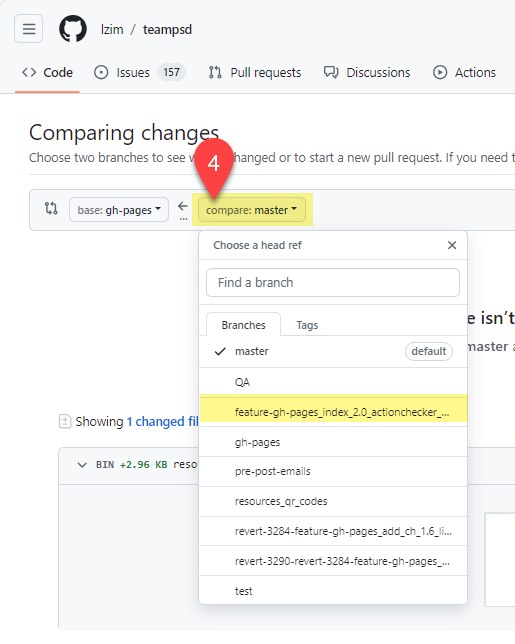 lzim / teampsd
Code Issues 157 Pull requests Discussions Actions
Comparing changes
4
Choose two branches to see changed or to start a new pull request. If you need t
base: gh-pages compare: master
Choose a head ref
Find a branch
e isn't
Branches Tags
master default
master a
QA
feature-gh-pages_index_2.0_actionchecker_...
Showing 1 changed fil
gh-pages
BIN +2.96 KB reso
pre-post-emails
resources_qr_codes
revert-3284-feature-gh-pages_add_ch_1.6_li...
revert-3290-revert-3284-feature-gh-pages_...
test